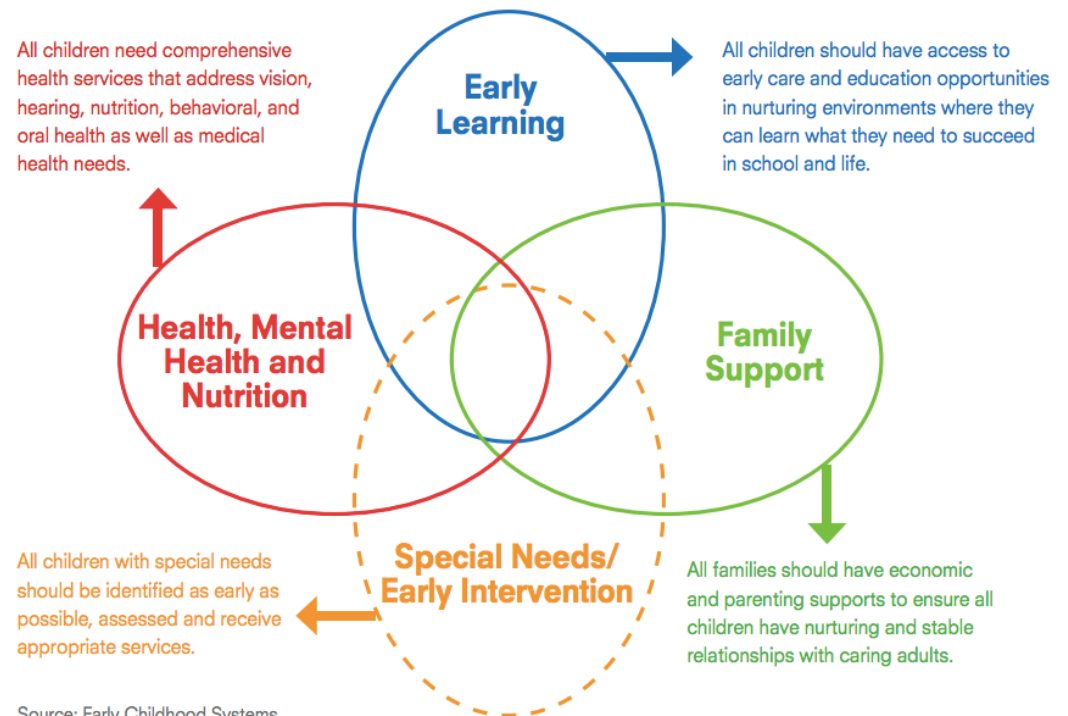 All children need comprehensive
health services that address vision,
hearing, nutrition, behavioral, and
oral health as well as medical
health needs.
Early
Learning
All children should have access to
early care and education opportunities
in nurturing environments where they
can learn what they need to succeed
in school and life.
Health, Mental
Health and
Nutrition
Family
Support
All children with special needs
should be identified as early as
possible, assessed and receive
appropriate services.
Special Needs/
Early Intervention
All families should have economic
and parenting supports to ensure all
children have nurturing and stable
relationships with caring adults.
Source: Early Childhood Systems